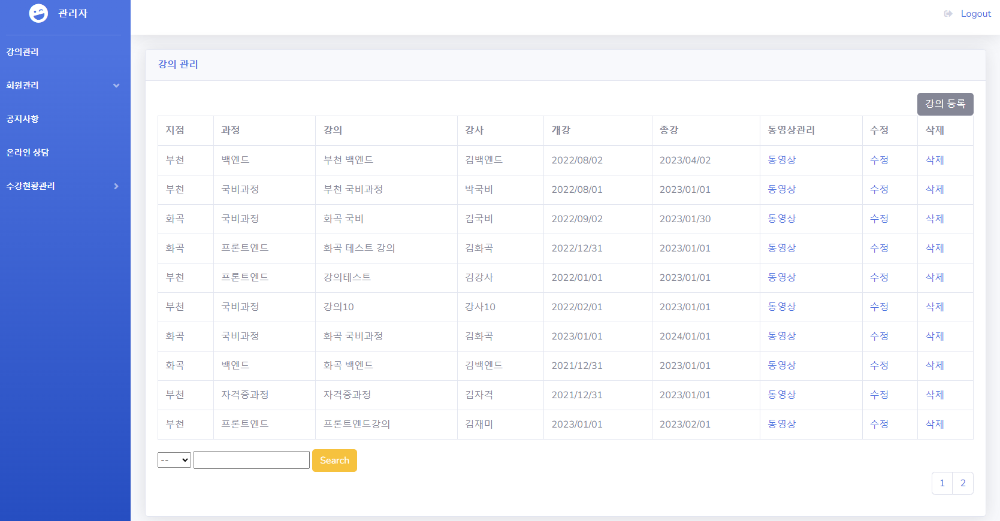 관리자
Logout
강의관리
회원관리
공지사항
온라인 상담
수강현황관리
강의 관리
강의 등록
지점 과정 강의 강사 개강 종강 동영상관리 수정 삭제
부천 백엔드 부천 백엔드 김백엔드 2022/08/02 2023/04/02 동영상 수정 삭제
부천 국비과정 부천 국비과정 박국비 2022/08/01 2023/01/01 동영상 수정 삭제
화곡 국비과정 화곡 국비 김국비 2022/09/02 2023/01/30 동영상 수정 삭제
화곡 프론트엔드 화곡 테스트 강의 김화곡 2022/12/31 2023/01/01 동영상 수정 삭제
부천 프론트엔드 강의테스트 김강사 2022/01/01 2023/01/01 동영상 수정 삭제
부천 국비과정 강의10 강사10 2022/02/01 2023/01/01 동영상 수정 삭제
화곡 국비과정 화곡 국비과정 김화곡 2023/01/01 2024/01/01 동영상 수정 삭제
화곡 백엔드 화곡 백엔드 김백엔드 2021/12/31 2023/01/01 동영상 수정 삭제
부천 자격증과정 자격증과정 김자격 2021/12/31 2023/01/01 동영상 수정 삭제
부천 프론트엔드 프론트엔드강의 김재미 2023/01/01 2023/02/01 동영상 수정 삭제
-- Search
1 2